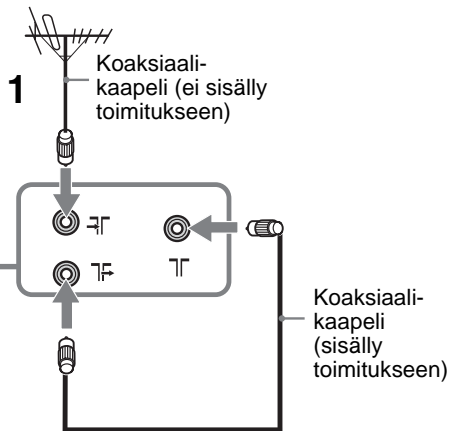 1
Koaksiaali-
kaapeli (ei sisälly
toimitukseen)
Koaksiaali-
kaapeli
(sisälly
toimitukseen)